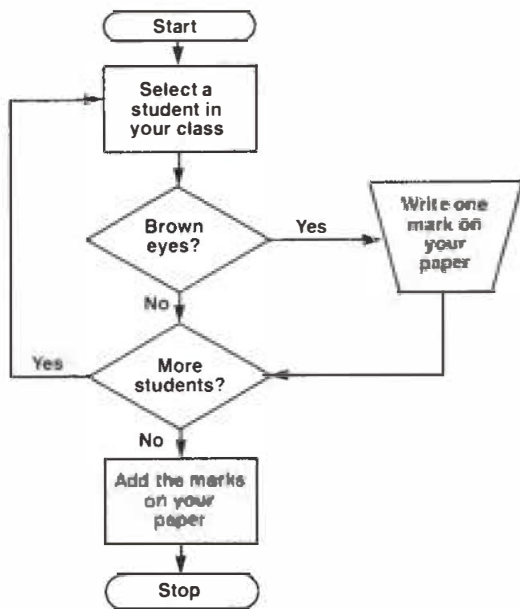 Start
Select a
student in
your class
Brown
eyes?
Yes
Write one
mark on
your
paper
No
More
students?
Yes
No
Add the marks
on your
paper
Stop